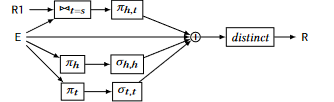 R1 ⋈t=s πh,t
E ⊕ distinct R
πh σh,h
πt σt,t